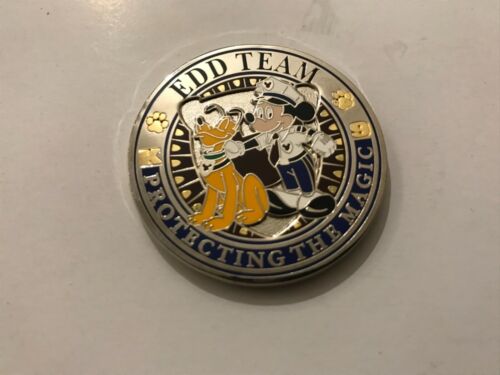 EDD TEAM
K 9
PROTECTING THE MAGIC